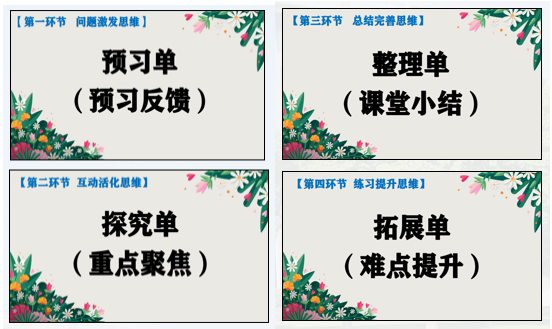 【第一环节 问题激发思维】
预习单
（预习反馈）
【第二环节 互动活化思维】
探究单
（重点聚焦）
【第三环节 总结完善思维】
整理单
（课堂小结）
【第四环节 练习提升思维】
拓展单
（难点提升）